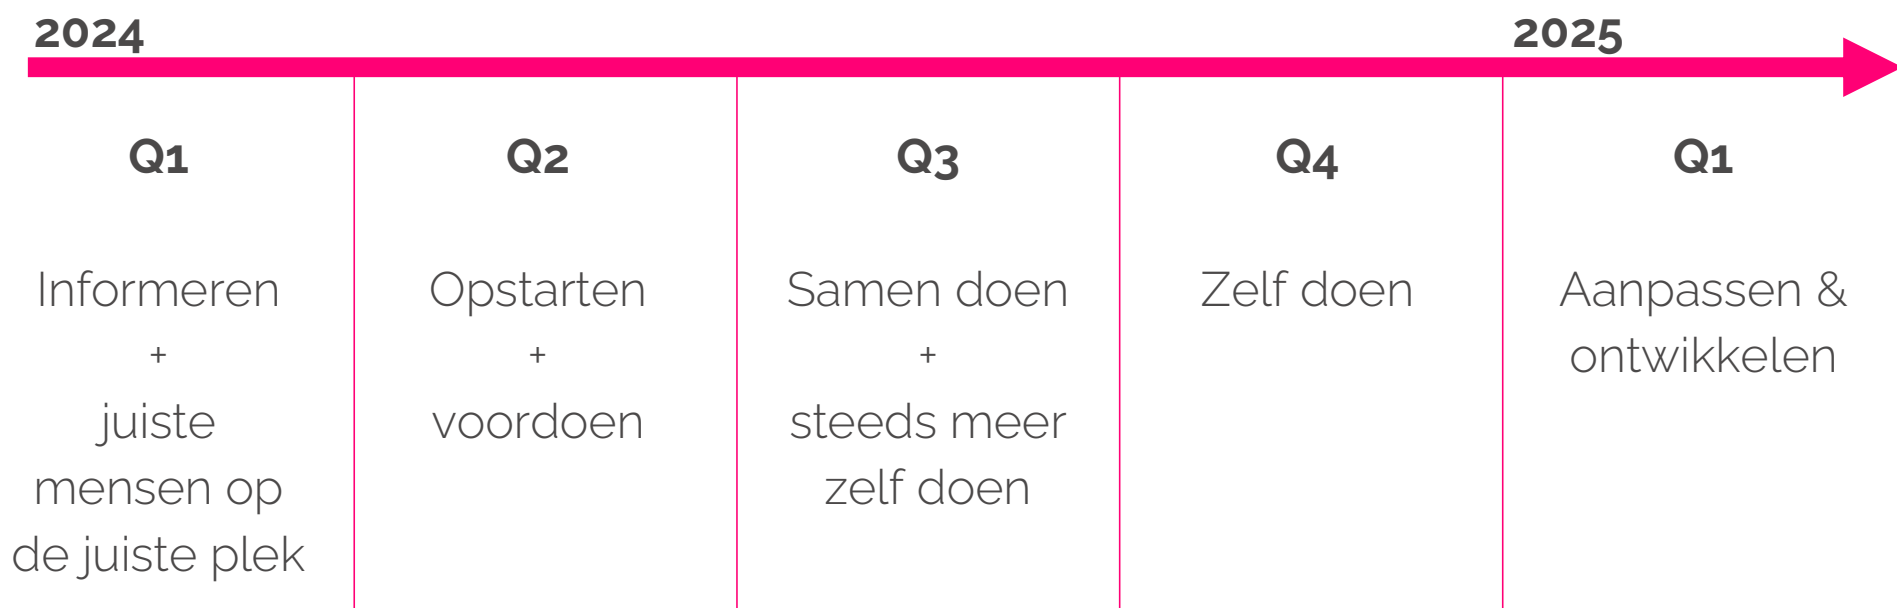 2024
2025
Q1
Q2
Q3
Q4
Q1
Informeren
+
juiste
mensen op
de juiste plek
Opstarten
+
voordoen
Samen doen
+
steeds meer
zelf doen
Zelf doen
Aanpassen &
ontwikkelen